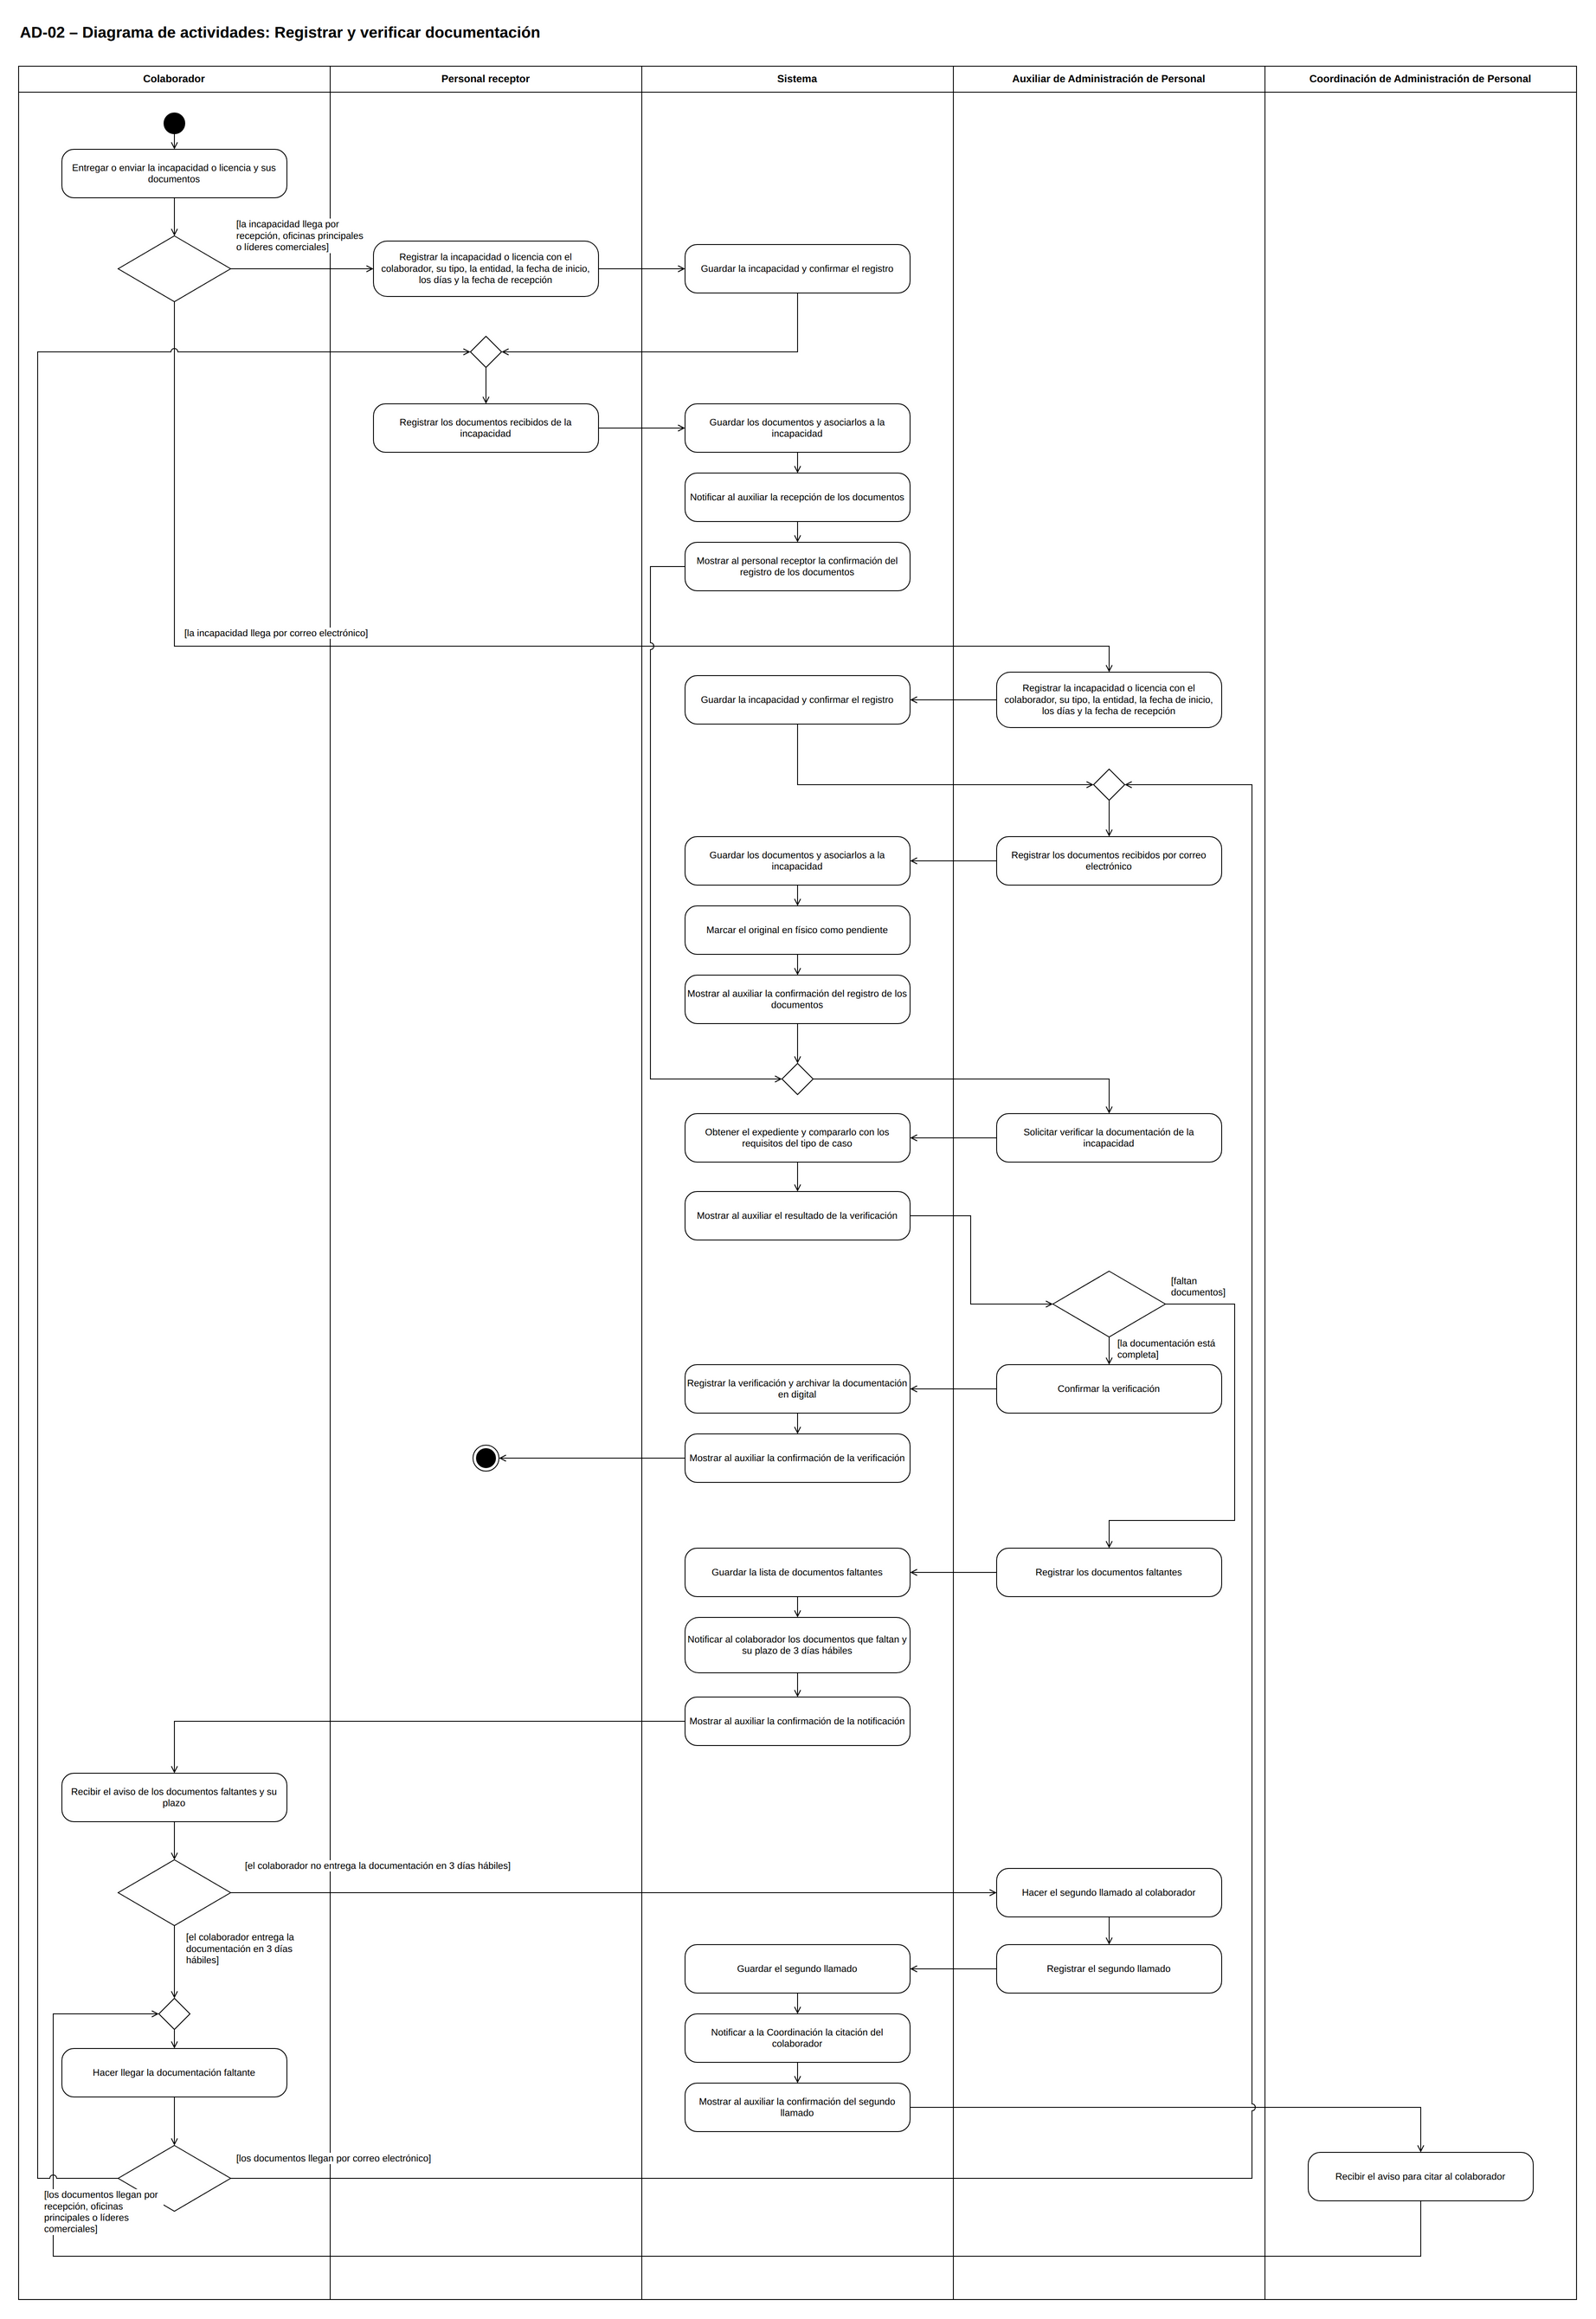 AD-02 – Diagrama de actividades: Registrar y verificar documentación
Colaborador
Personal receptor
Sistema
Auxiliar de Administración de Personal
Coordinación de Administración de Personal
Entregar o enviar la incapacidad o licencia y sus
documentos
[la incapacidad llega por
recepción, oficinas principales
o líderes comerciales]
Registrar la incapacidad o licencia con el
colaborador, su tipo, la entidad, la fecha de inicio,
los días y la fecha de recepción
Guardar la incapacidad y confirmar el registro
Registrar los documentos recibidos de la
incapacidad
Guardar los documentos y asociarlos a la
incapacidad
Notificar al auxiliar la recepción de los documentos
Mostrar al personal receptor la confirmación del
registro de los documentos
[la incapacidad llega por correo electrónico]
Guardar la incapacidad y confirmar el registro
Registrar la incapacidad o licencia con el
colaborador, su tipo, la entidad, la fecha de inicio,
los días y la fecha de recepción
Guardar los documentos y asociarlos a la
incapacidad
Registrar los documentos recibidos por correo
electrónico
Marcar el original en físico como pendiente
Mostrar al auxiliar la confirmación del registro de los
documentos
Obtener el expediente y compararlo con los
requisitos del tipo de caso
Solicitar verificar la documentación de la
incapacidad
Mostrar al auxiliar el resultado de la verificación
[faltan
documentos]
[la documentación está
completa]
Registrar la verificación y archivar la documentación
en digital
Confirmar la verificación
Mostrar al auxiliar la confirmación de la verificación
Guardar la lista de documentos faltantes
Registrar los documentos faltantes
Notificar al colaborador los documentos que faltan y
su plazo de 3 días hábiles
Mostrar al auxiliar la confirmación de la notificación
Recibir el aviso de los documentos faltantes y su
plazo
[el colaborador no entrega la documentación en 3 días hábiles]
Hacer el segundo llamado al colaborador
[el colaborador entrega la
documentación en 3 días
hábiles]
Guardar el segundo llamado
Registrar el segundo llamado
Notificar a la Coordinación la citación del
colaborador
Hacer llegar la documentación faltante
Mostrar al auxiliar la confirmación del segundo
llamado
[los documentos llegan por correo electrónico]
Recibir el aviso para citar al colaborador
[los documentos llegan por
recepción, oficinas
principales o líderes
comerciales]